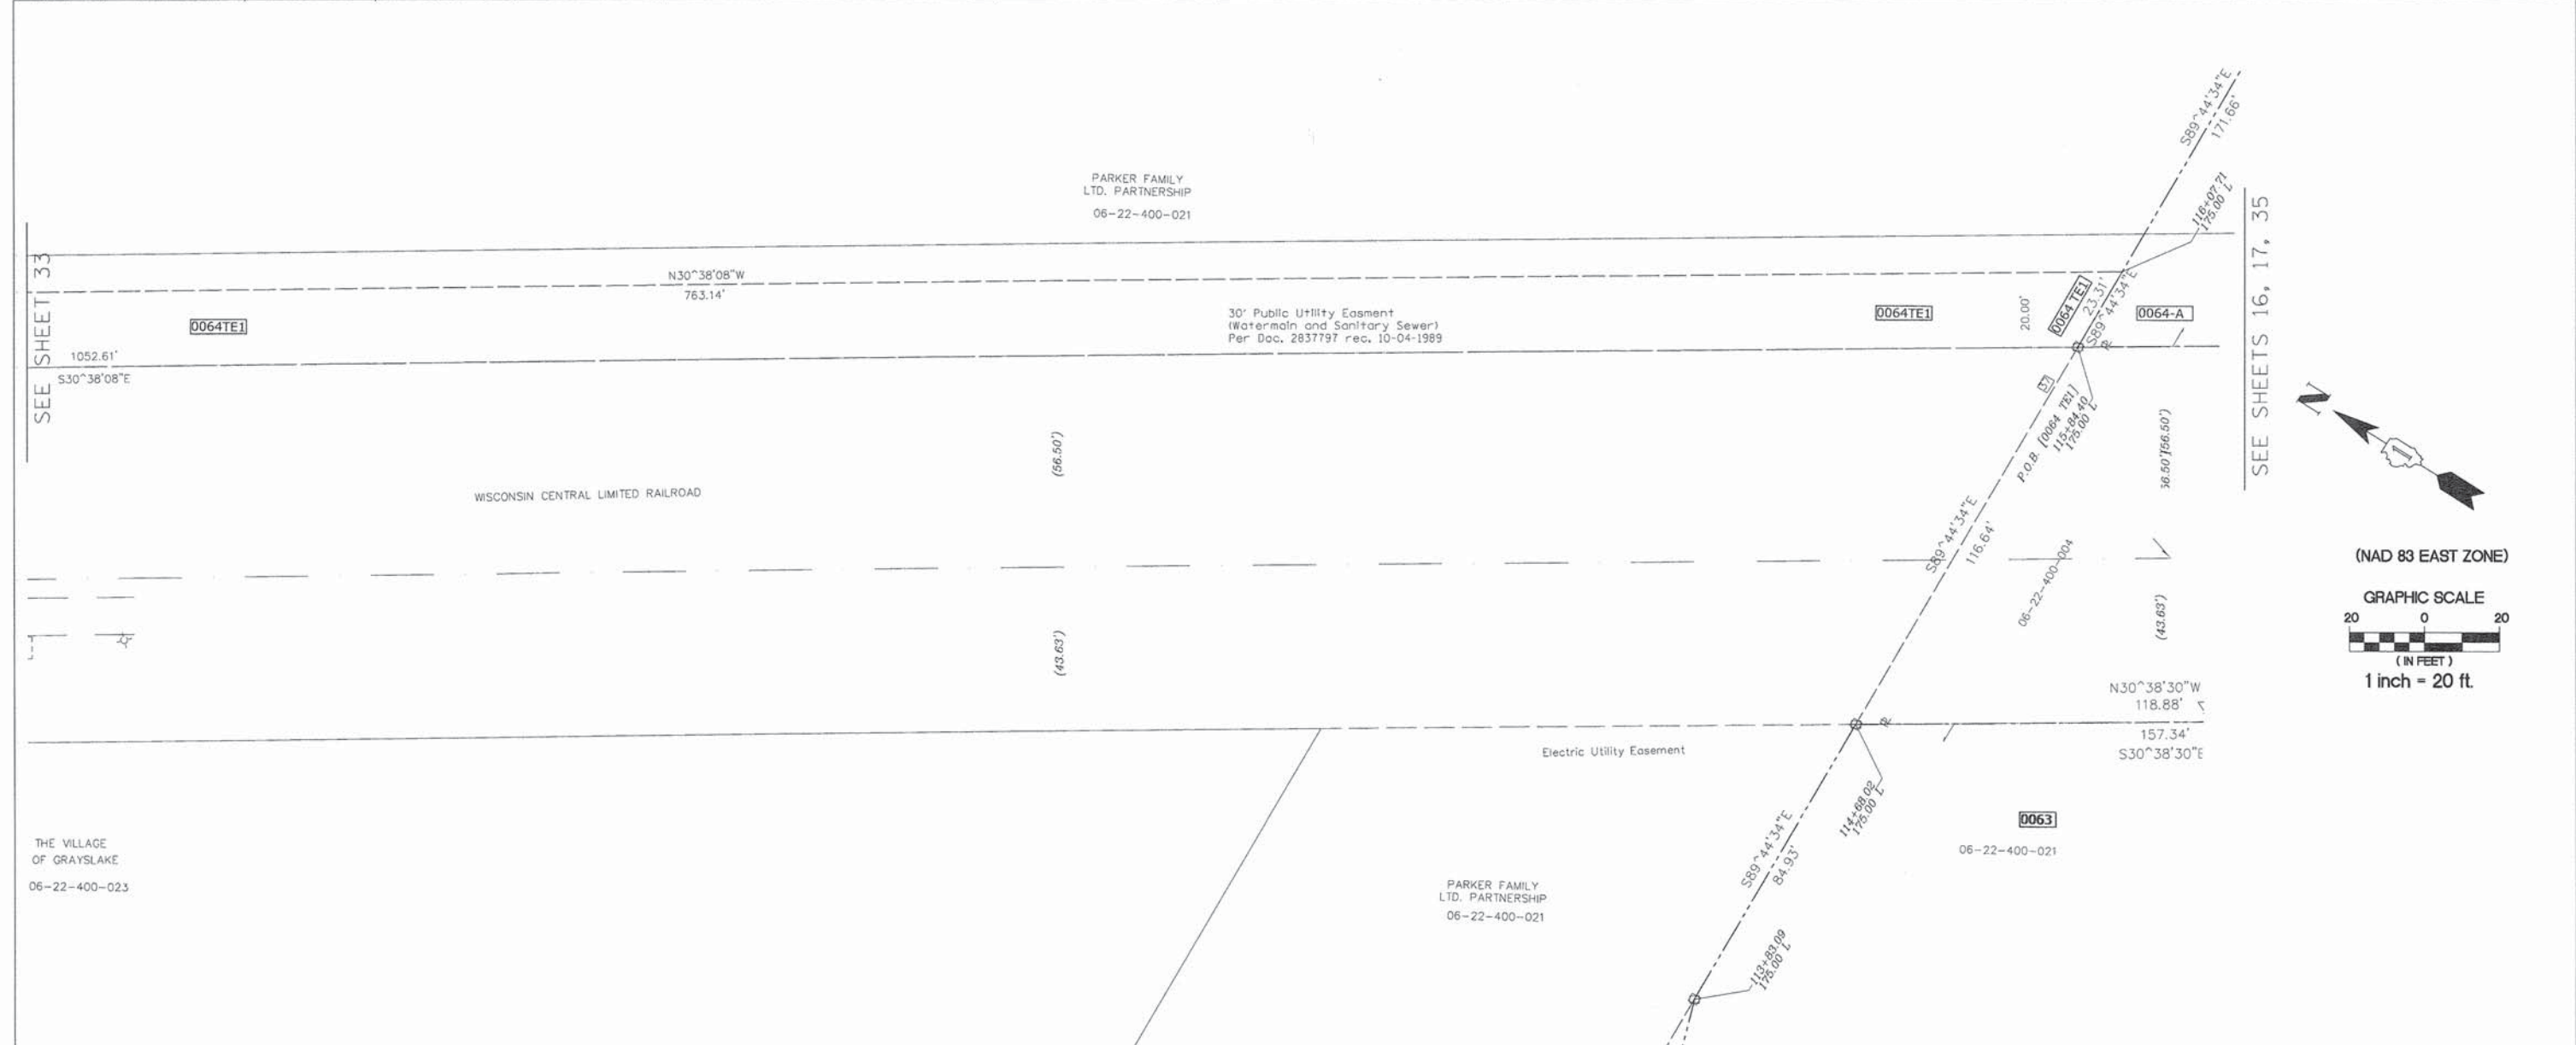 S89^44'34"E
171.66'
PARKER FAMILY
LTD. PARTNERSHIP
06-22-400-021
116+07.71
175.00' L
SEE SHEET 33
N30^38'08"W
763.14'
0064TE1
30' Public Utility Easment
(Watermain and Sanitary Sewer)
Per Doc. 2837797 rec. 10-04-1989
0064TE1
20.00'
0064 TE1
23.31'
S89^44'34"E
0064-A
SEE SHEETS 16, 17, 35
1052.61'
S30^38'08"E
PL
37
P.O.B. [0064 TE1]
115+84.40
175.00' L
(56.50')
56.50')(56.50')
N
WISCONSIN CENTRAL LIMITED RAILROAD
S89^44'34"E
116.64'
06-22-400-004
(NAD 83 EAST ZONE)
GRAPHIC SCALE
20 0 20
( IN FEET )
1 inch = 20 ft.
(43.63')
(43.63')
N30^38'30"W
118.88'
PL
157.34'
S30^38'30"E
Electric Utility Easement
114+68.02
175.00' L
0063
06-22-400-021
THE VILLAGE
OF GRAYSLAKE
06-22-400-023
S89^44'34"E
84.93'
PARKER FAMILY
LTD. PARTNERSHIP
06-22-400-021
113+83.09
175.00' L